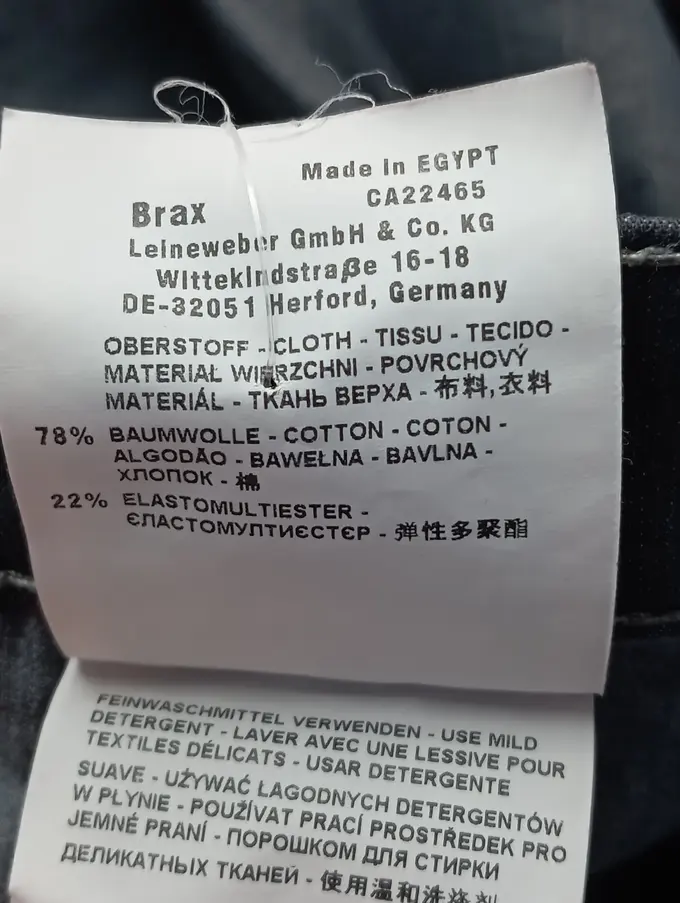 Made in EGYPT
CA22465
Brax
Leineweber GmbH & Co. KG
Wittekindstraße 16-18
DE-32051 Herford, Germany
OBERSTOFF - CLOTH - TISSU - TECIDO -
MATERIAŁ WIERZCHNI - POVRCHOVÝ
MATERIÁL - ТКАНЬ ВЕРХА - 布料,衣料
78% BAUMWOLLE - COTTON - COTON -
ALGODÃO - BAWEŁNA - BAVLNA -
ХЛОПОК - 棉
22% ELASTOMULTIESTER -
ЄЛАСТОМУЛТИЄСТЄР - 弹性多聚酯
FEINWASCHMITTEL VERWENDEN - USE MILD
DETERGENT - LAVER AVEC UNE LESSIVE POUR
TEXTILES DÉLICATS - USAR DETERGENTE
SUAVE - UŻYWAĆ ŁAGODNYCH DETERGENTÓW
W PŁYNIE - POUŽÍVAT PRACÍ PROSTŘEDEK PRO
JEMNÉ PRANÍ - ПОРОШКОМ ДЛЯ СТИРКИ
ДЕЛИКАТНЫХ ТКАНЕЙ - 使用温和洗涤剂